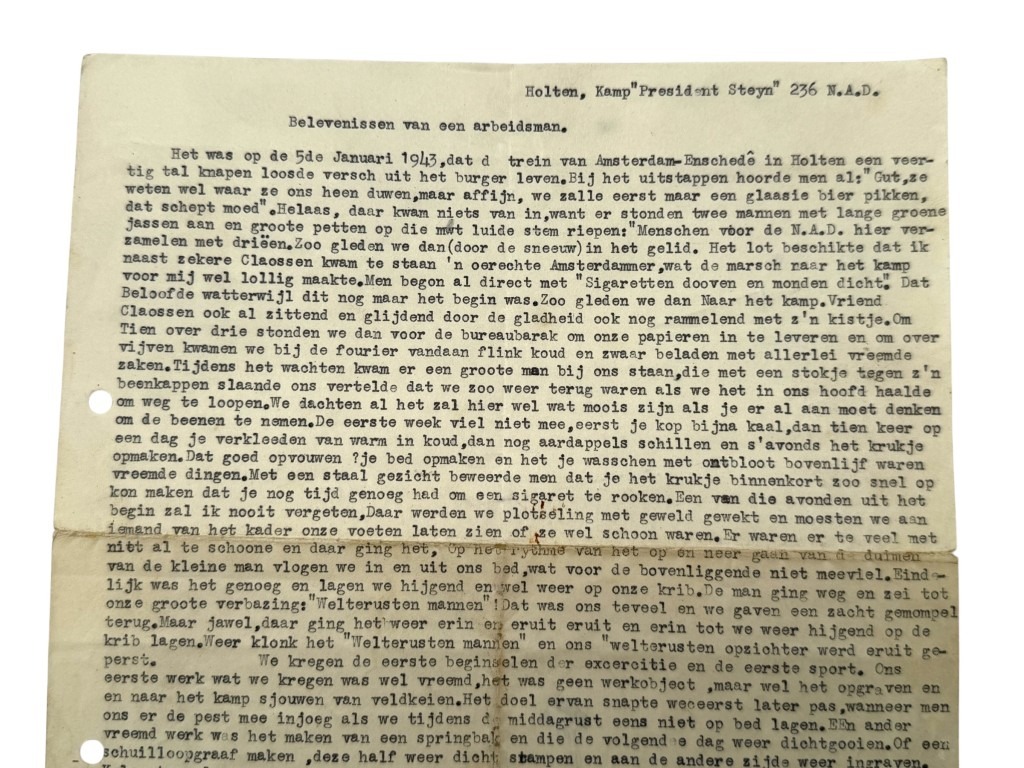 Holten, Kamp"President Steyn" 236 N.A.D.
Belevenissen van een arbeidsman.
Het was op de 5de Januari 1943,dat d trein van Amsterdam-Enschedê in Holten een veer-
tig tal knapen loosde versch uit het burger leven.Bij het uitstappen hoorde men al:"Gut,ze
weten wel waar ze ons heen duwen,maar affijn, we zalle eerst maar een glaasie bier pikken,
dat schept moed".Helaas, daar kwam niets van in,want er stonden twee mannen met lange groene
jassen aan en groote petten op die mwt luide stem riepen:"Menschen vöor de N.A.D. hier ver-
zamelen met drieën.Zoo gleden we dan(door de sneeuw)in het gelid. Het lot beschikte dat ik
naast zekere Claossen kwam te staan 'n oerechte Amsterdammer,wat de marsch naar het kamp
voor mij wel lollig maakte.Men begon al direct met "Sigaretten dooven en monden dicht". Dat
Beloofde watterwijl dit nog maar het begin was.Zoo gleden we dan Naar het kamp.Vriend
Claossen ook al zittend en glijdend door de gladheid ook nog rammelend met z'n kistje.Om
Tien over drie stonden we dan voor de bureaubarak om onze papieren in te leveren en om over
vijven kwamen we bij de fourier vandaan flink koud en zwaar beladen met allerlei vreemde
zaken.Tijdens het wachten kwam er een groote man bij ons staan,die met een stokje tegen z'n
beenkappen slaande ons vertelde dat we zoo weer terug waren als we het in ons hoofd haalde
om weg te loopen.We dachten al het zal hier wel wat moois zijn als je er al aan moet denken
om de beenen te nemen.De eerste week viel niet mee,eerst je kop bijna kaal,dan tien keer op
een dag je verkleeden van warm in koud,dan nog aardappels schillen en s'avonds het krukje
opmaken.Dat goed opvouwen ?je bed opmaken en het je wasschen met ontbloot bovenlijf waren
vreemde dingen.Met een staal gezicht beweerde men dat je het krukje binnenkort zoo snel op
kon maken dat je nog tijd genoeg had om een sigaret te rooken.Een van die avonden uit het
begin zal ik nooit vergeten,Daar werden we plotseling met geweld gewekt en moesten we aan
iemand van het kader onze voeten laten zien of ze wel schoon waren.Er waren er te veel met
nitt al te schoone en daar ging het, Op het rythme van het op en neer gaan van d duimen
van de kleine man vlogen we in en uit ons bed,wat voor de bovenliggende niet meeviel.Einde-
lijk was het genoeg en lagen we hijgend en wel weer op onze krib.De man ging weg en zei tot
onze groote verbazing:"Welterusten mannen"!Dat was ons teveel en we gaven een zacht gemompel
terug.Maar jawel,daar ging het weer erin en eruit eruit en erin tot we weer hijgend op de
krib lagen.Weer klonk het "Welterusten mannen" en ons "welterusten opzichter werd eruit ge-
perst. We kregen de eerste beginselen der excercitie en de eerste sport. Ons
eerste werk wat we kregen was wel vreemd,het was geen werkobject ,maar wel het opgraven en
en naar het kamp sjouwen van veldkeien.Het doel ervan snapte weceerst later pas,wanneer men
ons er de pest mee injoeg als we tijdens d middagrust eens niet op bed lagen.EEn ander
vreemd werk was het maken van een springbak en die de volgend e dag weer dichtgooien.Of een
schuilloopgraaf maken ,deze half weer dicht stampen en aan de andere zijde weer ingraven.